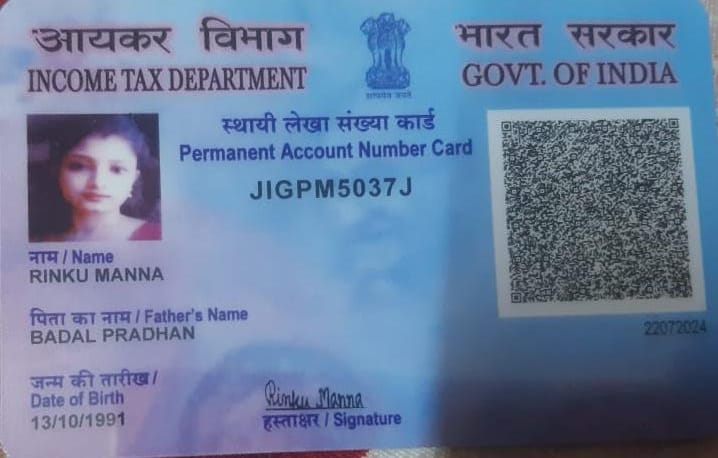 आयकर विभाग
INCOME TAX DEPARTMENT
भारत सरकार
GOVT. OF INDIA
सत्यमेव जयते
स्थायी लेखा संख्या कार्ड
Permanent Account Number Card
JIGPM5037J
नाम / Name
RINKU MANNA
पिता का नाम / Father's Name
BADAL PRADHAN
22072024
जन्म की तारीख /
Date of Birth
13/10/1991
Rinku Manna
हस्ताक्षर / Signature